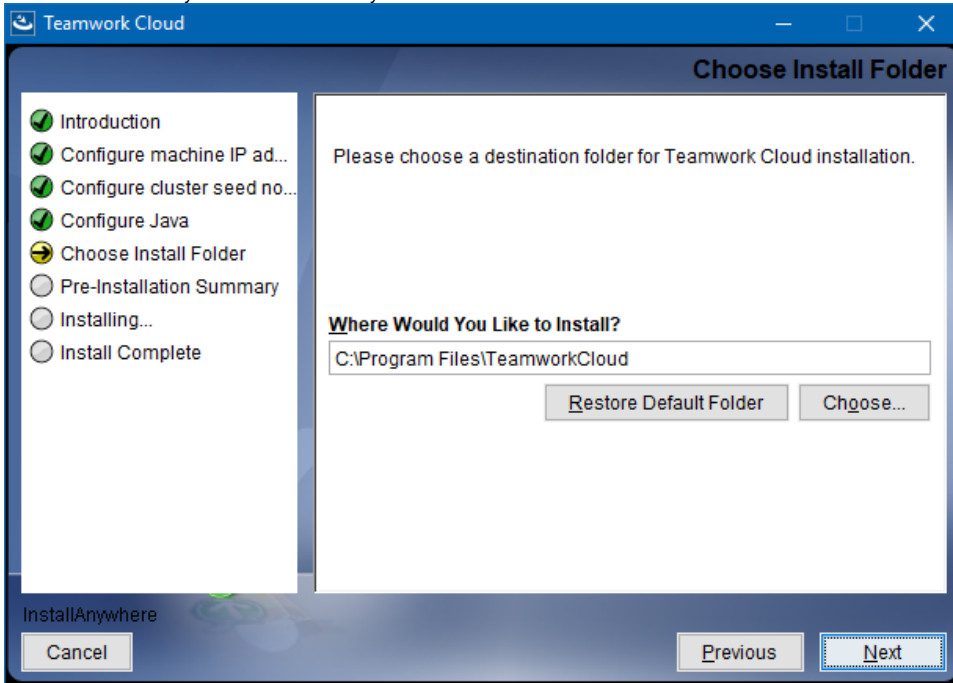 Teamwork Cloud
Choose Install Folder
Introduction
Configure machine IP ad...
Configure cluster seed no...
Configure Java
Choose Install Folder
Pre-Installation Summary
Installing...
Install Complete
Please choose a destination folder for Teamwork Cloud installation.
Where Would You Like to Install?
C:\Program Files\TeamworkCloud
Restore Default Folder
Choose...
InstallAnywhere
Cancel
Previous
Next